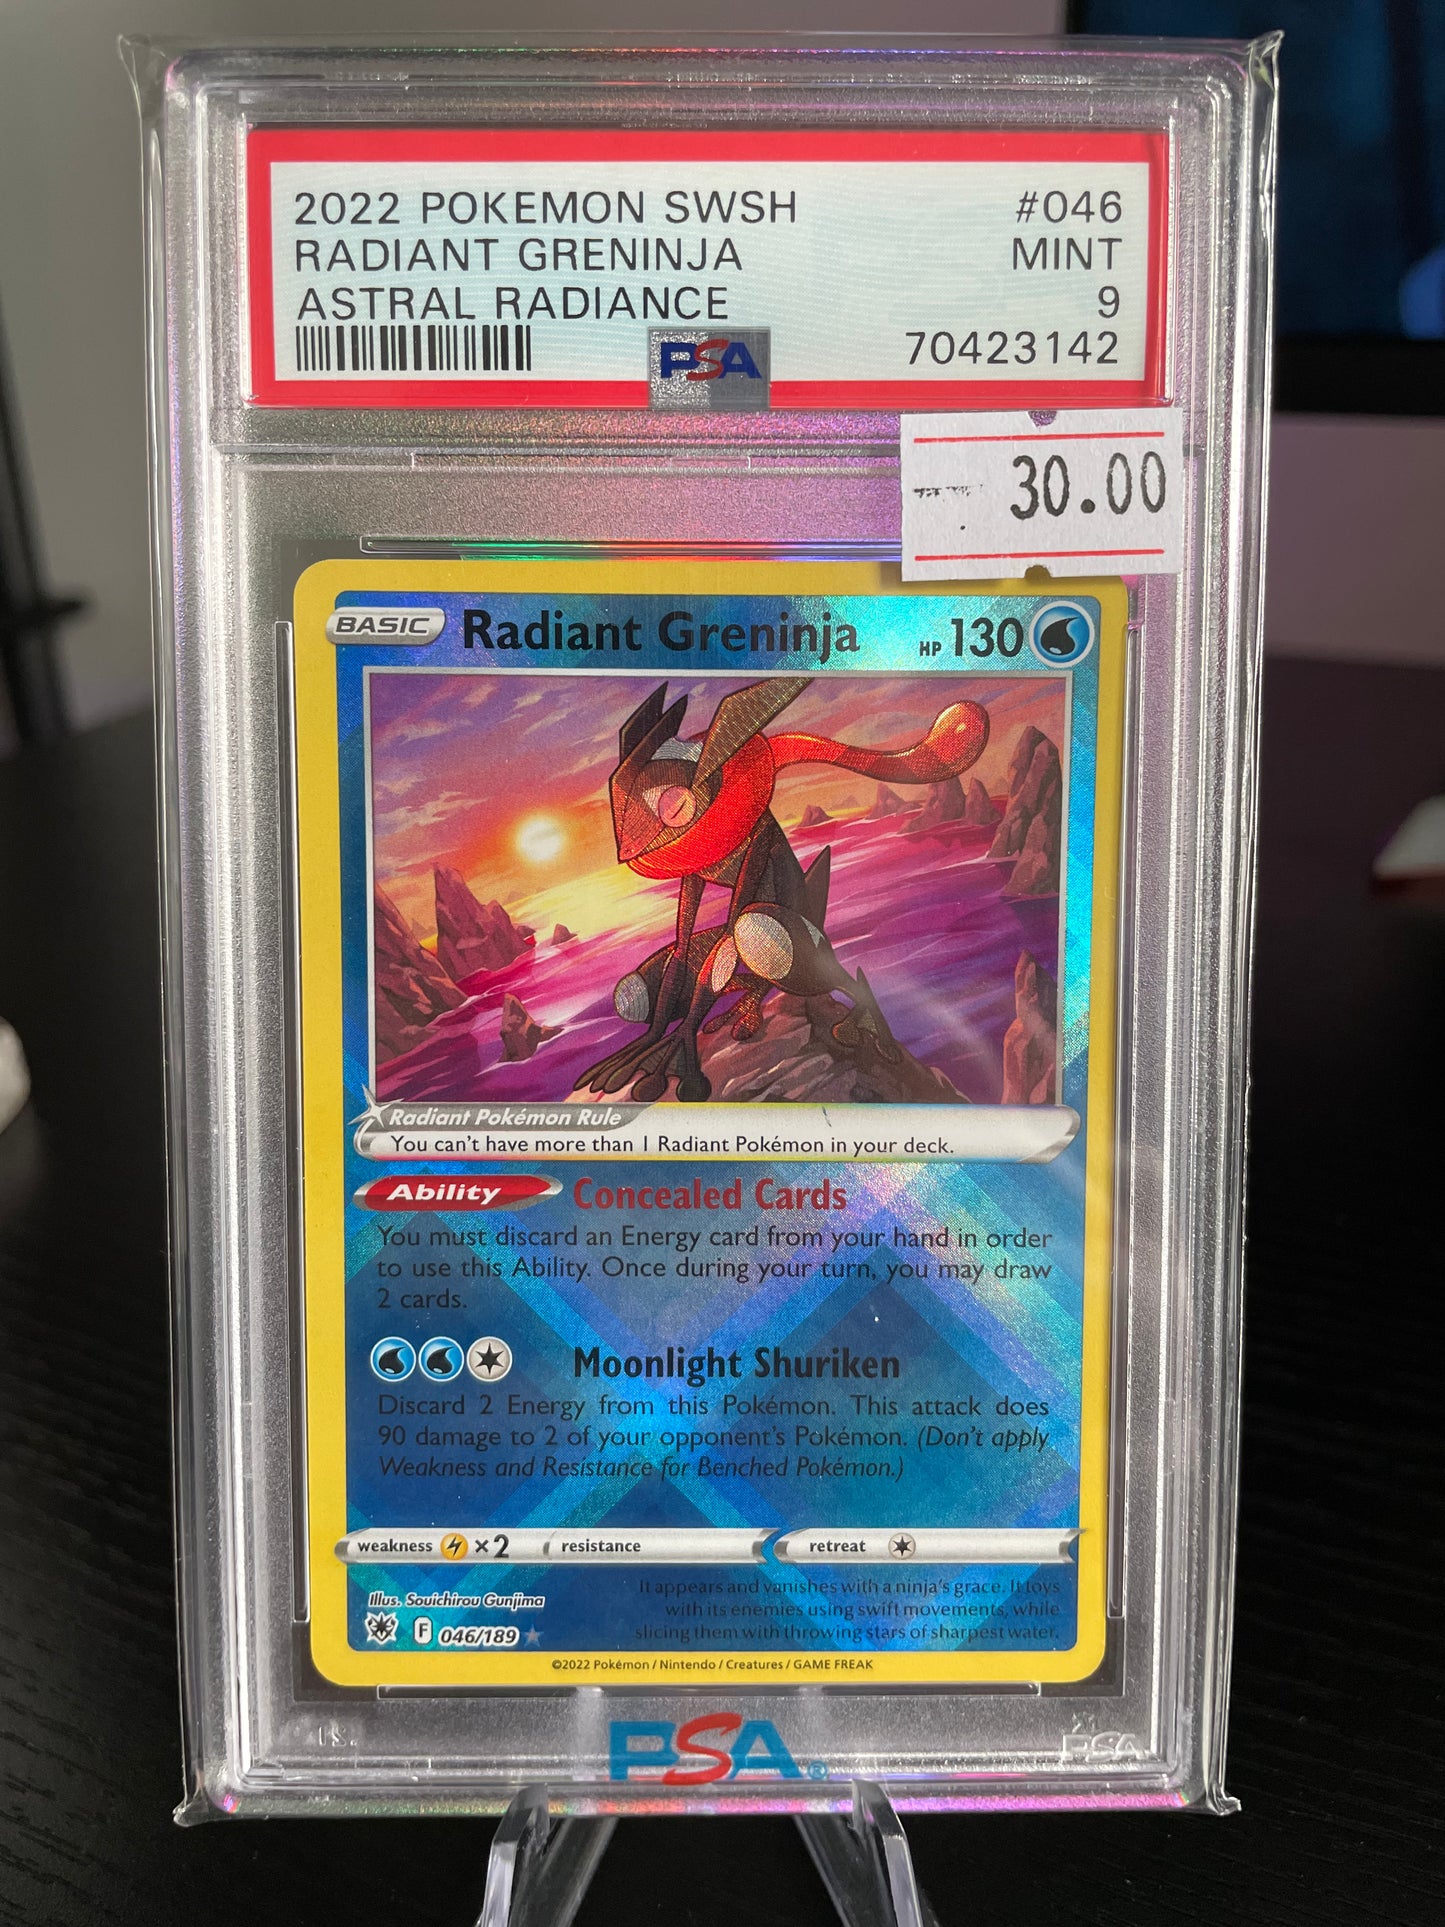 2022 POKEMON SWSH #046
RADIANT GRENINJA MINT
ASTRAL RADIANCE 9
PSA 70423142
30.00
BASIC Radiant Greninja HP 130
Radiant Pokémon Rule
You can't have more than 1 Radiant Pokémon in your deck.
Ability Concealed Cards
You must discard an Energy card from your hand in order
to use this Ability. Once during your turn, you may draw
2 cards.
Moonlight Shuriken
Discard 2 Energy from this Pokémon. This attack does
90 damage to 2 of your opponent's Pokémon. (Don't apply
Weakness and Resistance for Benched Pokémon.)
weakness ×2 resistance retreat
It appears and vanishes with a ninja's grace. It toys
with its enemies using swift movements, while
slicing them with throwing stars of sharpest water.
Illus. Souichirou Gunjima
F 046/189
©2022 Pokémon / Nintendo / Creatures / GAME FREAK
PSA®
PSA